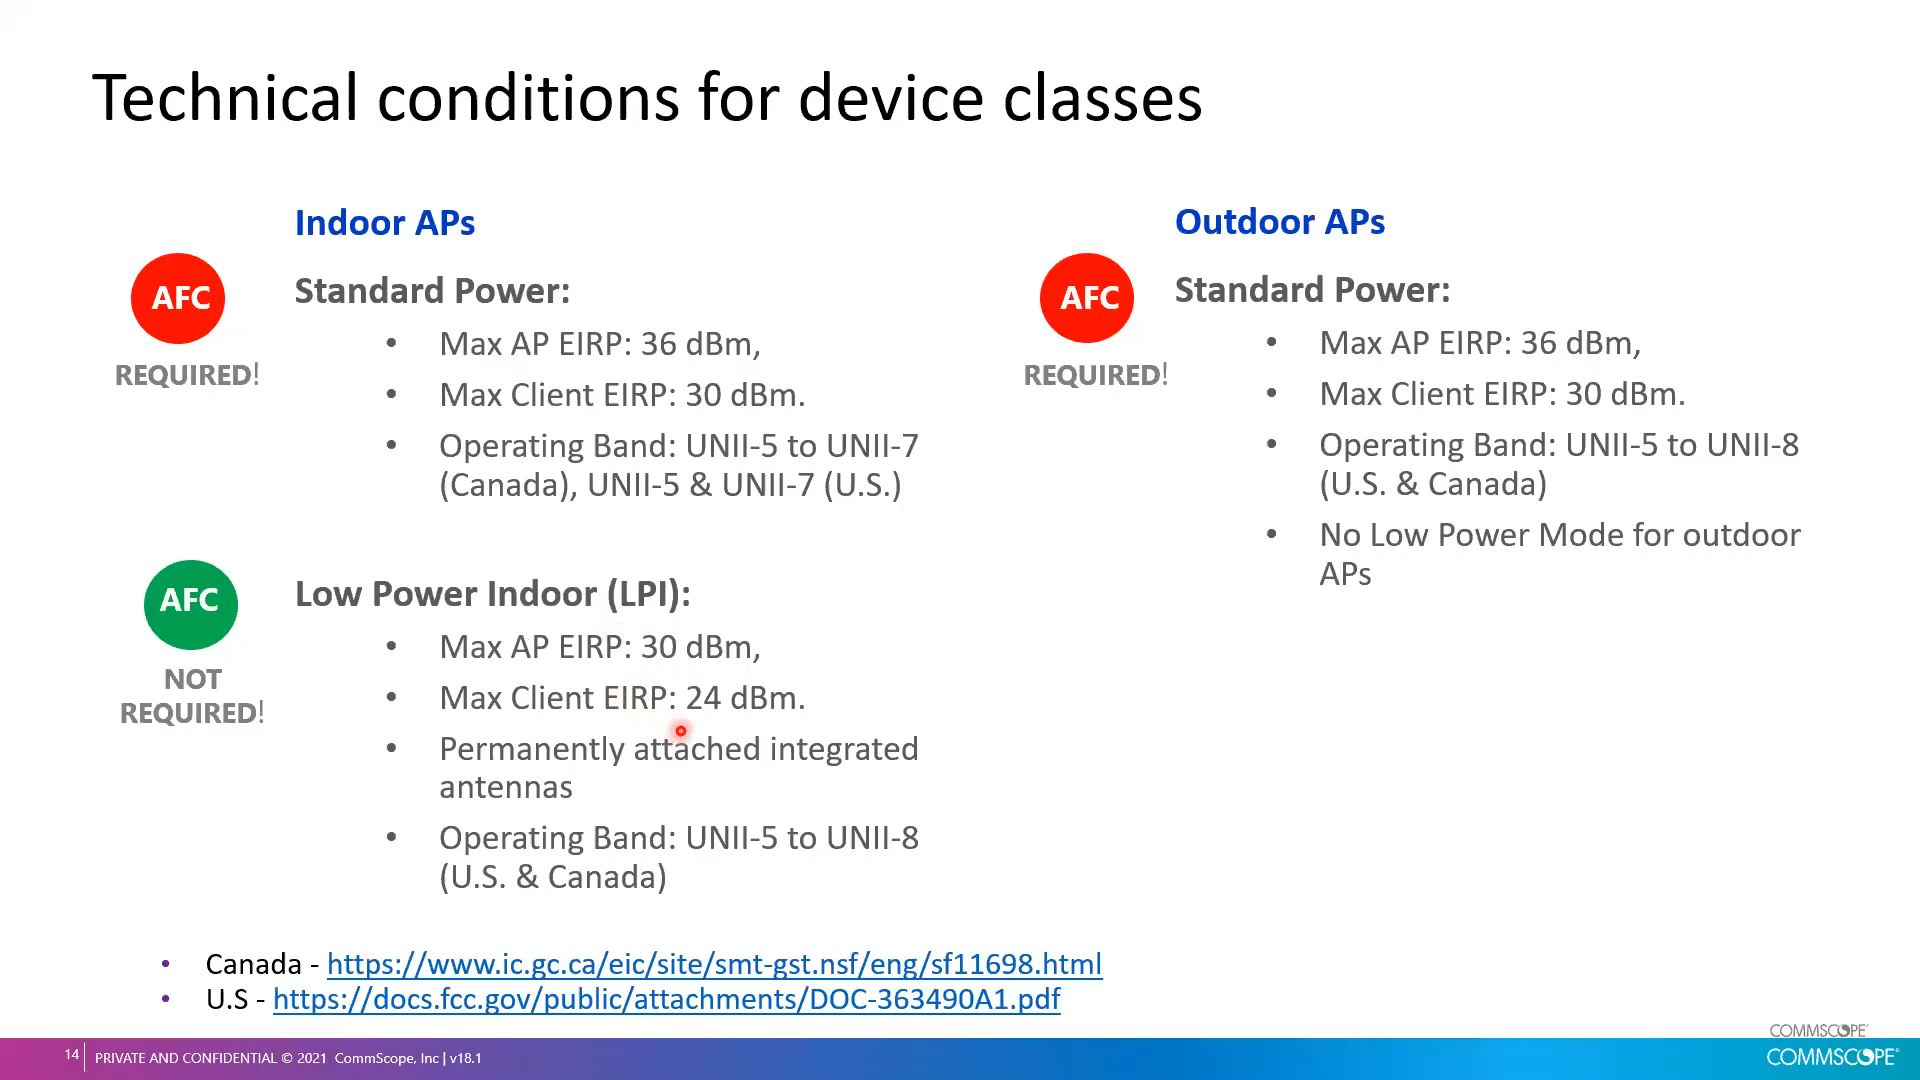 Technical conditions for device classes
Indoor APs
AFC
REQUIRED!
Standard Power:
• Max AP EIRP: 36 dBm,
• Max Client EIRP: 30 dBm.
• Operating Band: UNII-5 to UNII-7
(Canada), UNII-5 & UNII-7 (U.S.)
AFC
NOT
REQUIRED!
Low Power Indoor (LPI):
• Max AP EIRP: 30 dBm,
• Max Client EIRP: 24 dBm.
• Permanently attached integrated
antennas
• Operating Band: UNII-5 to UNII-8
(U.S. & Canada)
Outdoor APs
AFC
REQUIRED!
Standard Power:
• Max AP EIRP: 36 dBm,
• Max Client EIRP: 30 dBm.
• Operating Band: UNII-5 to UNII-8
(U.S. & Canada)
• No Low Power Mode for outdoor
APs
• Canada - https://www.ic.gc.ca/eic/site/smt-gst.nsf/eng/sf11698.html
• U.S - https://docs.fcc.gov/public/attachments/DOC-363490A1.pdf
14 PRIVATE AND CONFIDENTIAL © 2021 CommScope, Inc | v18.1
COMMSCOPE
COMMSCOPE®